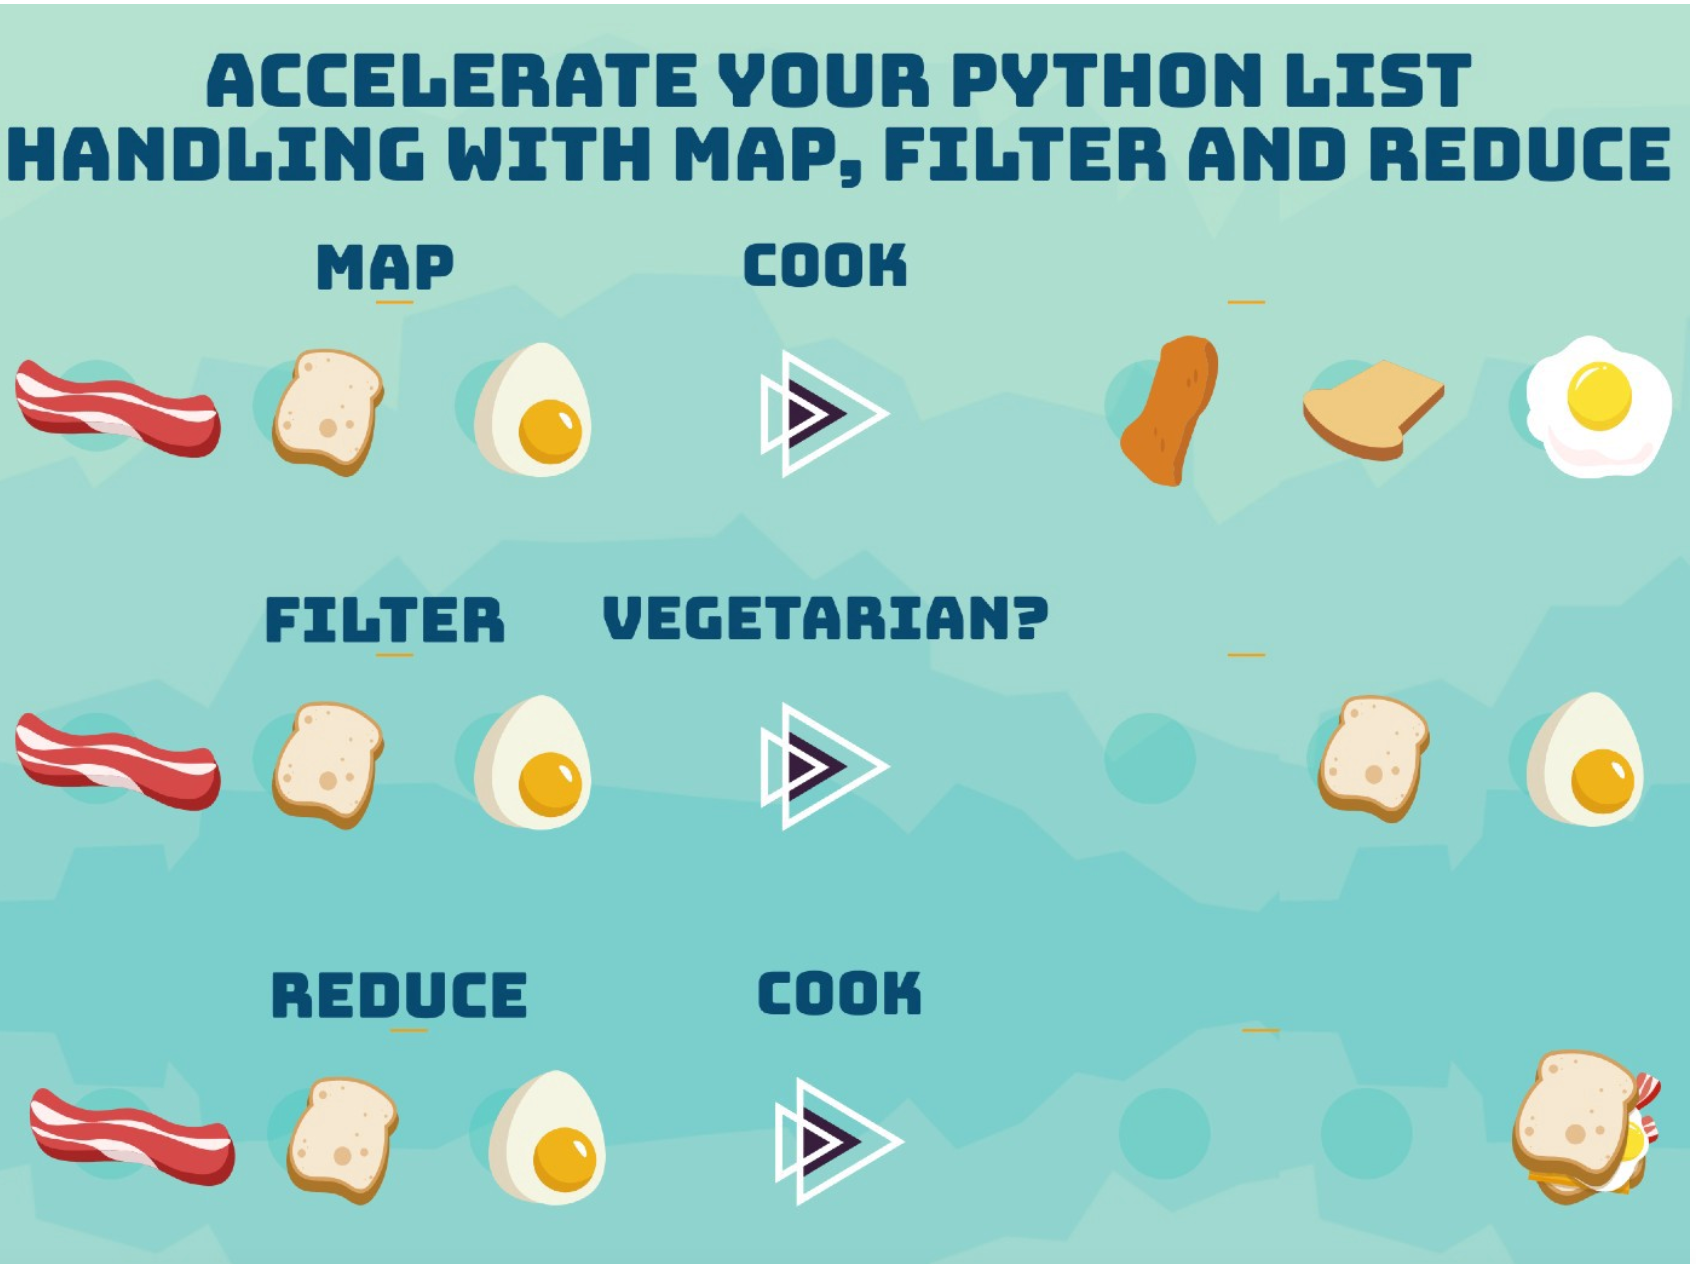 ACCELERATE YOUR PYTHON LIST
HANDLING WITH MAP, FILTER AND REDUCE
MAP COOK
FILTER VEGETARIAN?
REDUCE COOK